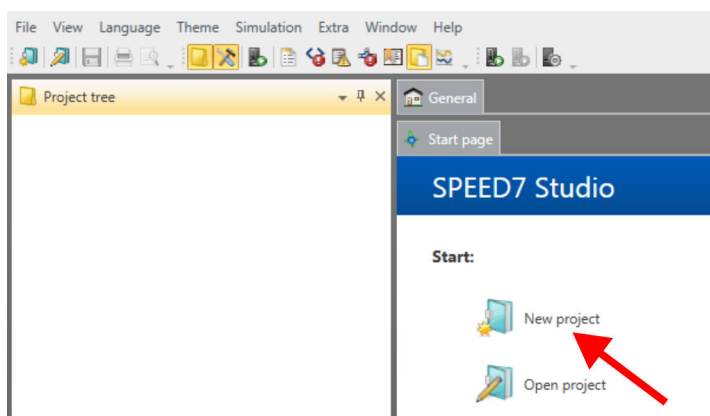 File View Language Theme Simulation Extra Window Help
Project tree
General
Start page
SPEED7 Studio
Start:
New project
Open project